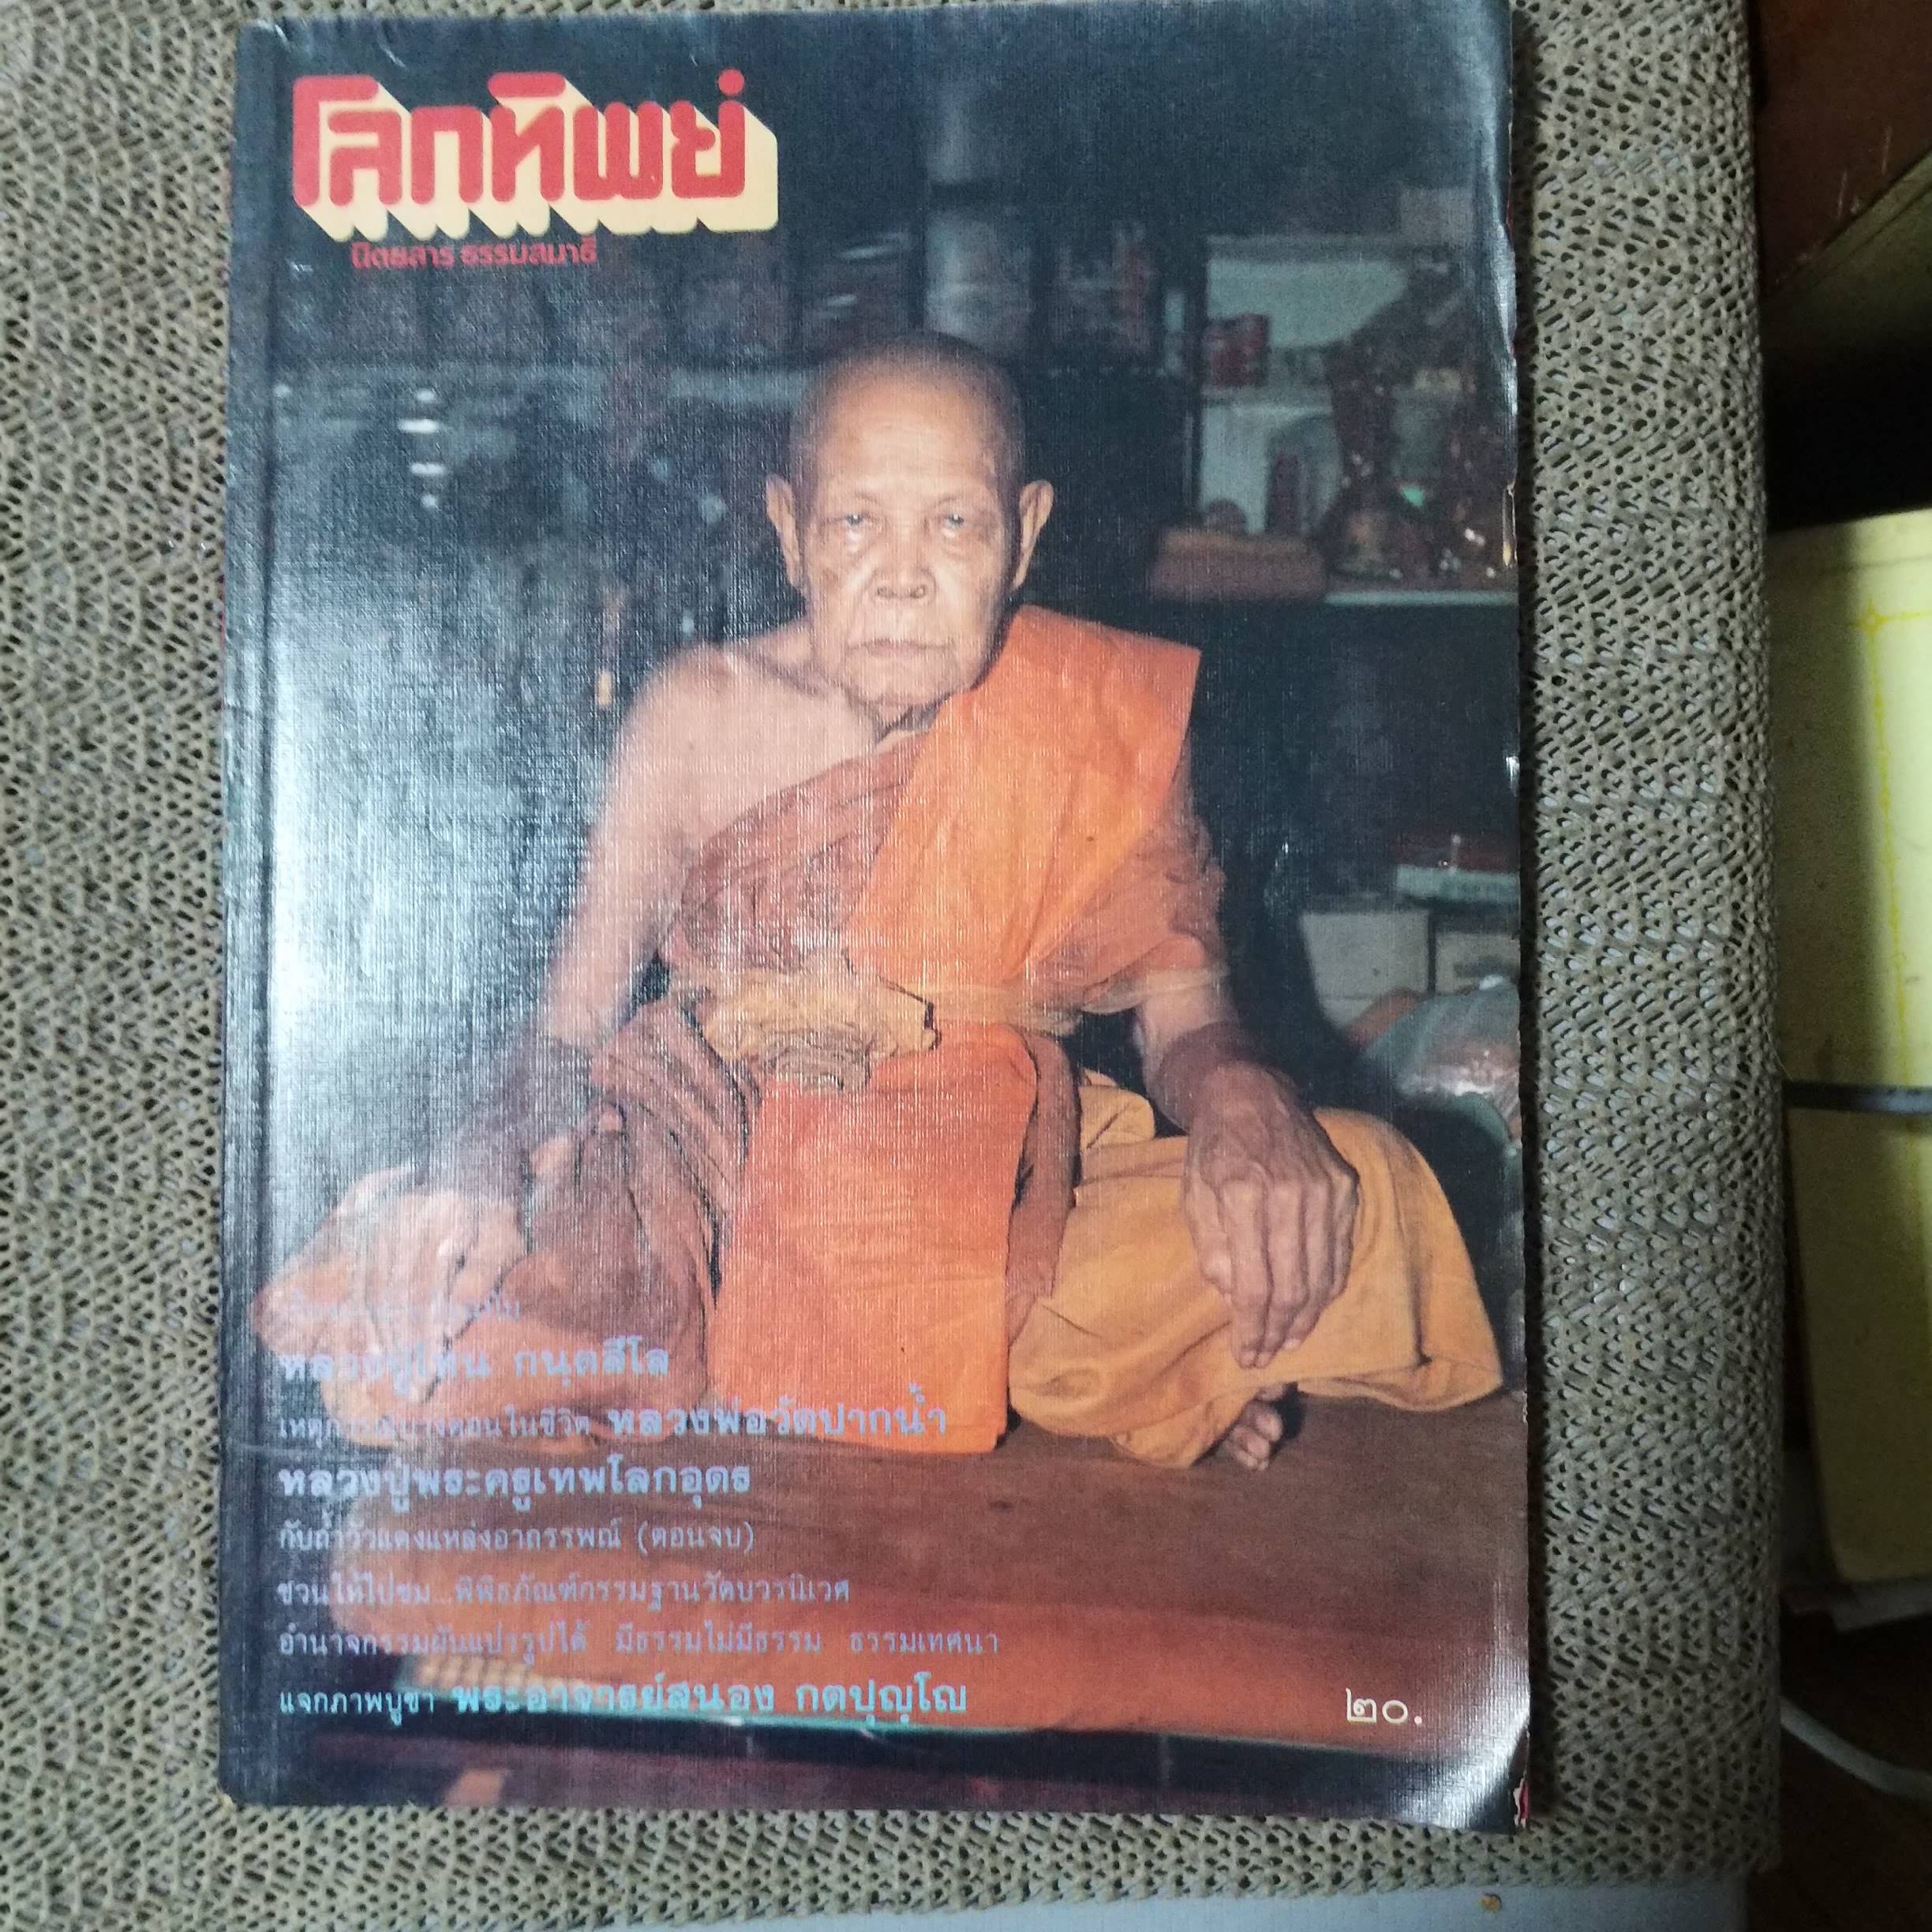 โลกทิพย์
นิตยสาร ธรรมสมาธิ
หลวงปู่โทน กนฺตสีโล
เหตุการณ์บางตอนในชีวิต หลวงพ่อวัดปากน้ำ
หลวงปู่พระครูเทพโลกอุดร
กับถ้ำวัวแดงแหล่งอาถรรพณ์ (ตอนจบ)
ชวนให้ไปชม...พิพิธภัณฑ์กรรมฐานวัดบวรนิเวศ
อำนาจกรรมผันแปรรูปได้ มีธรรมไม่มีธรรม ธรรมเทศนา
แจกภาพบูชา พระอาจารย์สนอง กตปุญฺโญ
๒๐.